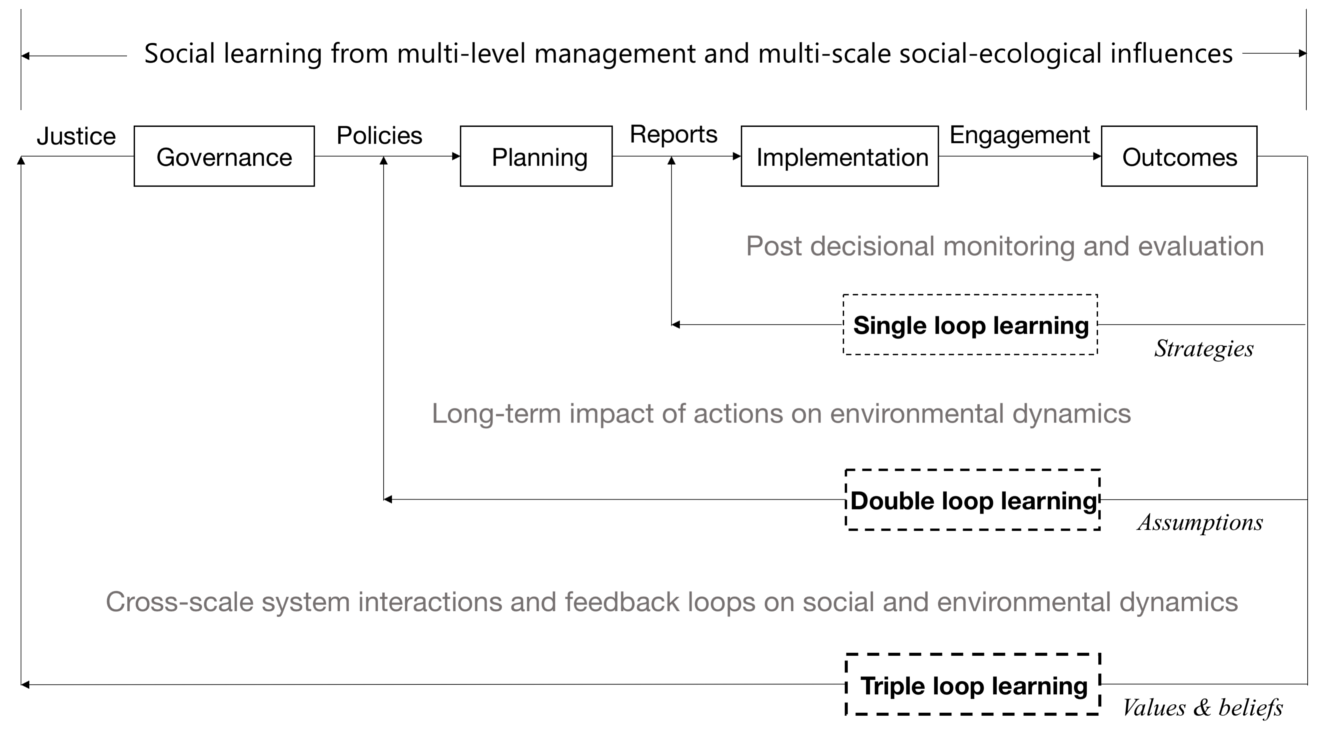 Social learning from multi-level management and multi-scale social-ecological influences
Justice
Governance
Policies
Planning
Reports
Implementation
Engagement
Outcomes
Post decisional monitoring and evaluation
Single loop learning
Strategies
Long-term impact of actions on environmental dynamics
Double loop learning
Assumptions
Cross-scale system interactions and feedback loops on social and environmental dynamics
Triple loop learning
Values & beliefs